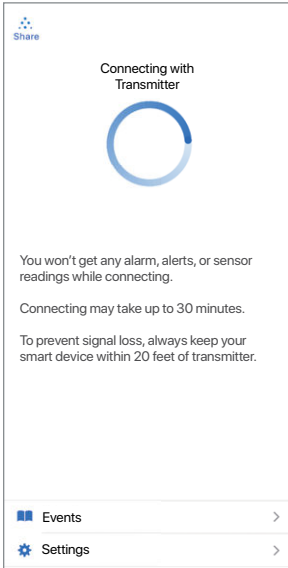 Share
Connecting with
Transmitter
You won't get any alarm, alerts, or sensor
readings while connecting.
Connecting may take up to 30 minutes.
To prevent signal loss, always keep your
smart device within 20 feet of transmitter.
Events
Settings